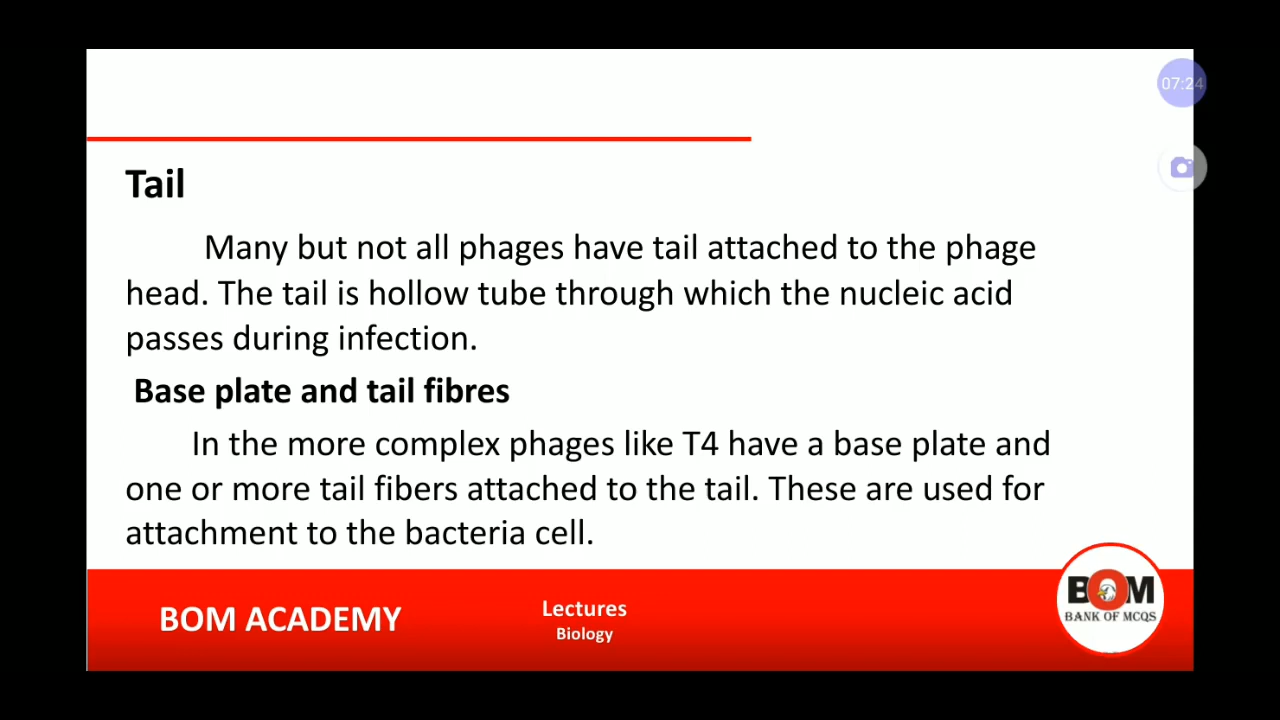 07:24
Tail
Many but not all phages have tail attached to the phage
head. The tail is hollow tube through which the nucleic acid
passes during infection.
Base plate and tail fibres
In the more complex phages like T4 have a base plate and
one or more tail fibers attached to the tail. These are used for
attachment to the bacteria cell.
BOM ACADEMY
Lectures
Biology
BOM
BANK OF MCQS